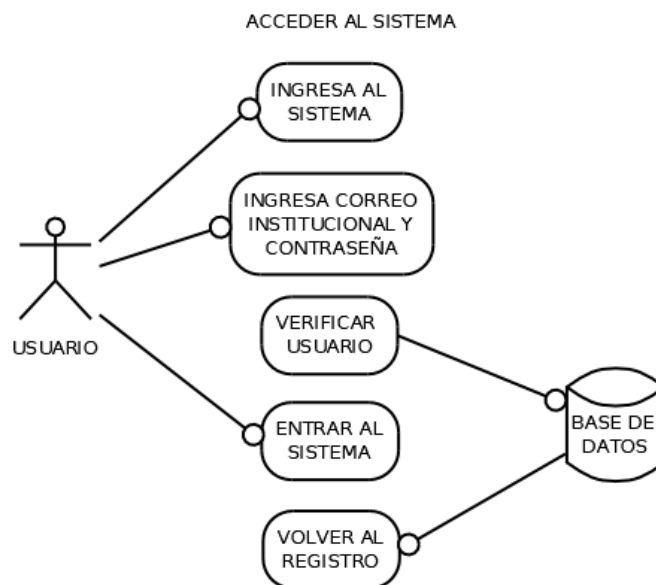 ACCEDER AL SISTEMA
INGRESA AL
SISTEMA
INGRESA CORREO
INSTITUCIONAL Y
CONTRASEÑA
USUARIO
VERIFICAR
USUARIO
BASE DE
DATOS
ENTRAR AL
SISTEMA
VOLVER AL
REGISTRO